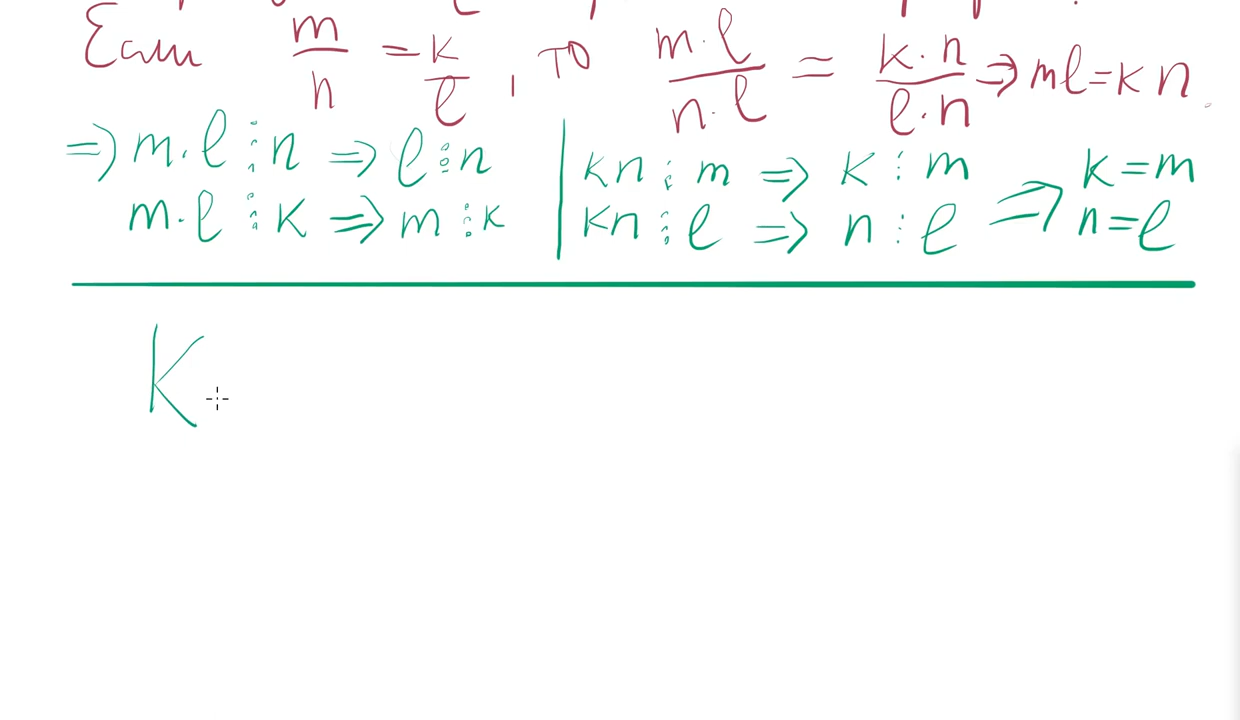 Если m/n = k/l, то m·l/n·l = k·n/l·n ⇒ ml=kn
⇒ m·l ⋮ n ⇒ l ⋮ n | kn ⋮ m ⇒ k ⋮ m ⇒ k=m
m·l ⋮ k ⇒ m ⋮ k | kn ⋮ l ⇒ n ⋮ l n=l
K